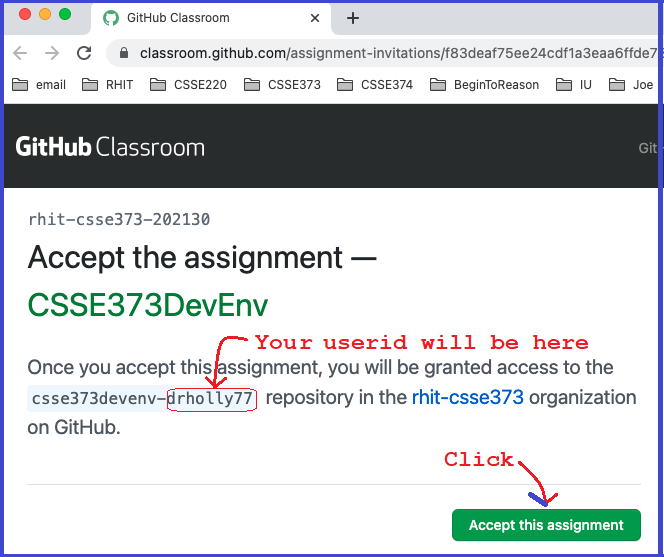 GitHub Classroom
classroom.github.com/assignment-invitations/f83deaf75ee24cdf1a3eaa6ffde7
email RHIT CSSE220 CSSE373 CSSE374 BeginToReason IU Joe
GitHub Classroom
Git
rhit-csse373-202130
Accept the assignment —
CSSE373DevEnv
Your userid will be here
Once you accept this assignment, you will be granted access to the
csse373devenv-drholly77 repository in the rhit-csse373 organization
on GitHub.
Click
Accept this assignment